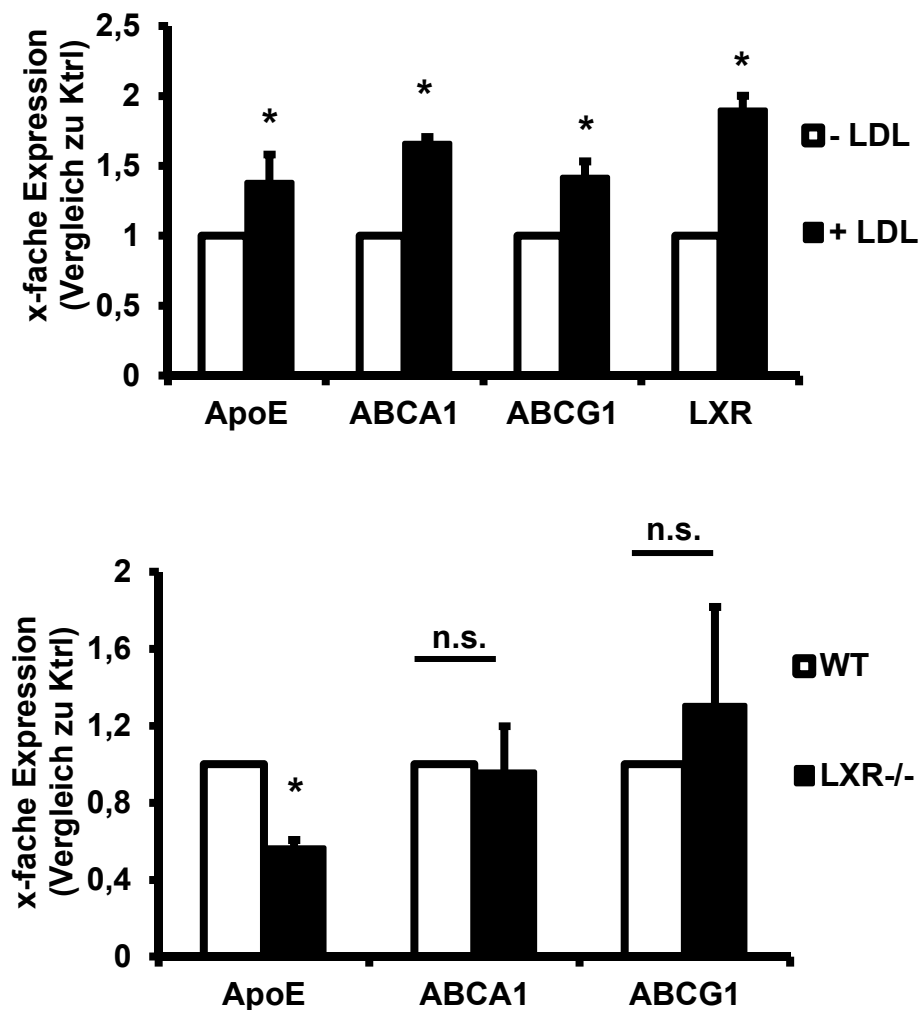 x-fache Expression
(Vergleich zu Ktrl)
2,5
2
1,5
1
0,5
0
*
*
*
*
ApoE
ABCA1
ABCG1
LXR
- LDL
+ LDL
x-fache Expression
(Vergleich zu Ktrl)
2
1,6
1,2
0,8
0,4
0
*
n.s.
n.s.
ApoE
ABCA1
ABCG1
WT
LXR-/-